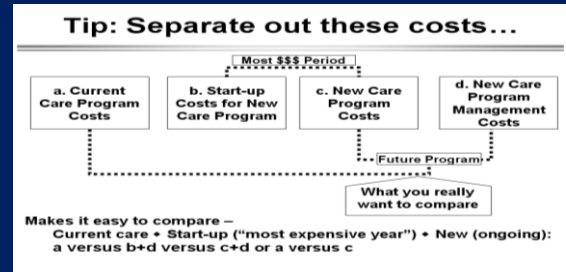 Tip: Separate out these costs…
Most $$$ Period
a. Current
Care Program
Costs
b. Start-up
Costs for New
Care Program
c. New Care
Program
Costs
d. New Care
Program
Management
Costs
Future Program
What you really
want to compare
Makes it easy to compare –
Current care • Start-up (“most expensive year”) • New (ongoing):
a versus b+d versus c+d or a versus c